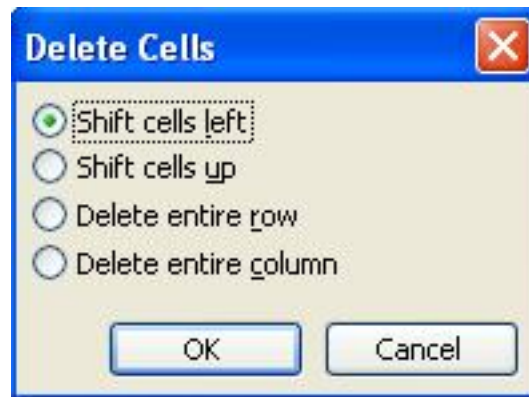 Delete Cells
Shift cells left
Shift cells up
Delete entire row
Delete entire column
OK Cancel